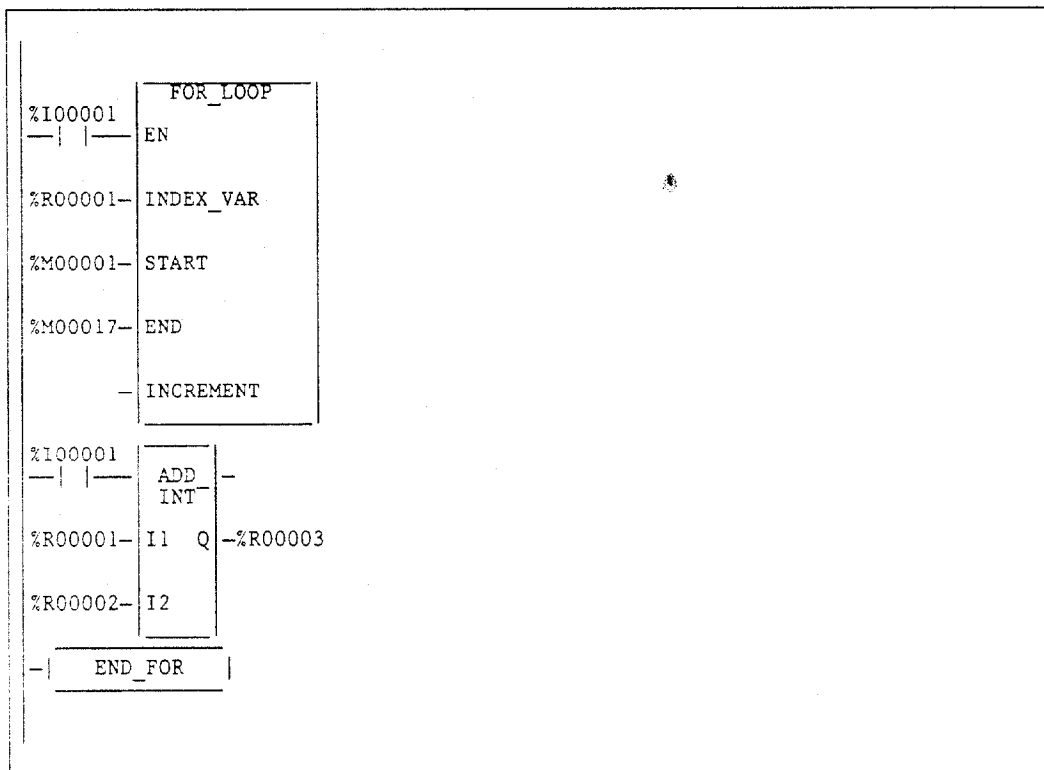 FOR_LOOP
%I00001
EN
%R00001 INDEX_VAR
%M00001 START
%M00017 END
INCREMENT
%I00001
ADD_
INT
%R00001 I1 Q %R00003
%R00002 I2
END_FOR